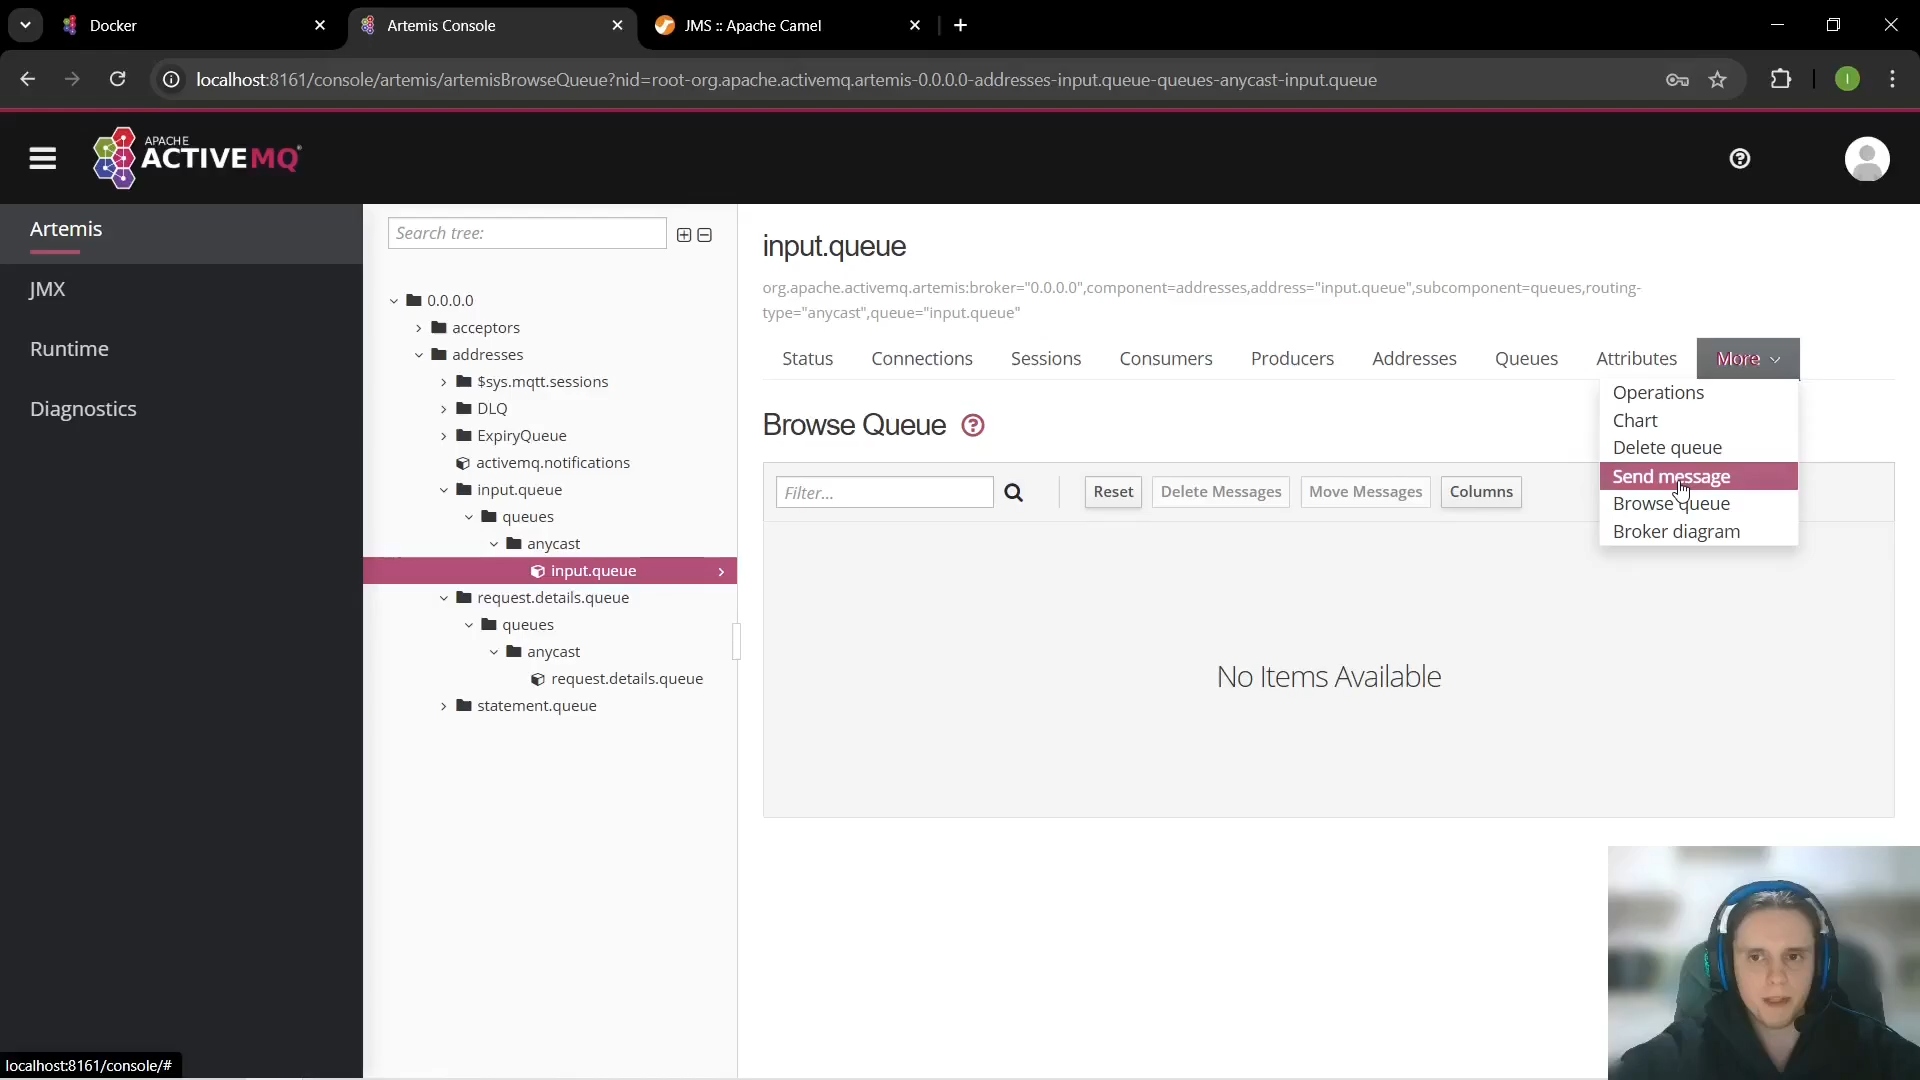 Docker
Artemis Console
JMS :: Apache Camel
localhost:8161/console/artemis/artemisBrowseQueue?nid=root-org.apache.activemq.artemis-0.0.0.0-addresses-input.queue-queues-anycast-input.queue
I
APACHE
ACTIVEMQ
Artemis
JMX
Runtime
Diagnostics
Search tree:
0.0.0.0
acceptors
addresses
$sys.mqtt.sessions
DLQ
ExpiryQueue
activemq.notifications
input.queue
queues
anycast
input.queue
request.details.queue
queues
anycast
request.details.queue
statement.queue
input.queue
org.apache.activemq.artemis:broker="0.0.0.0",component=addresses,address="input.queue",subcomponent=queues,routing-
type="anycast",queue="input.queue"
Status Connections Sessions Consumers Producers Addresses Queues Attributes More
Operations
Chart
Delete queue
Send message
Browse queue
Broker diagram
Browse Queue
Filter...
Reset Delete Messages Move Messages Columns
No Items Available
localhost:8161/console/#